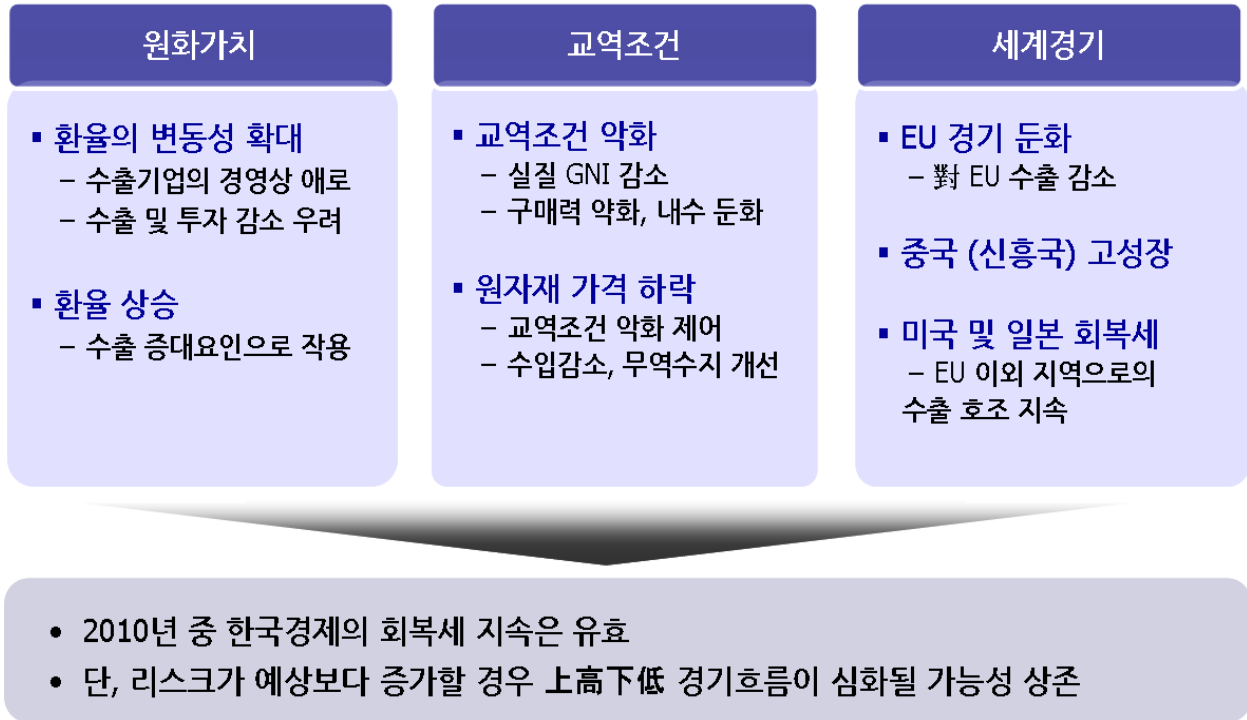 원화가치
▪ 환율의 변동성 확대
– 수출기업의 경영상 애로
– 수출 및 투자 감소 우려
▪ 환율 상승
– 수출 증대요인으로 작용
교역조건
▪ 교역조건 악화
– 실질 GNI 감소
– 구매력 약화, 내수 둔화
▪ 원자재 가격 하락
– 교역조건 악화 제어
– 수입감소, 무역수지 개선
세계경기
▪ EU 경기 둔화
– 對 EU 수출 감소
▪ 중국 (신흥국) 고성장
▪ 미국 및 일본 회복세
– EU 이외 지역으로의
수출 호조 지속
• 2010년 중 한국경제의 회복세 지속은 유효
• 단, 리스크가 예상보다 증가할 경우 上高下低 경기흐름이 심화될 가능성 상존